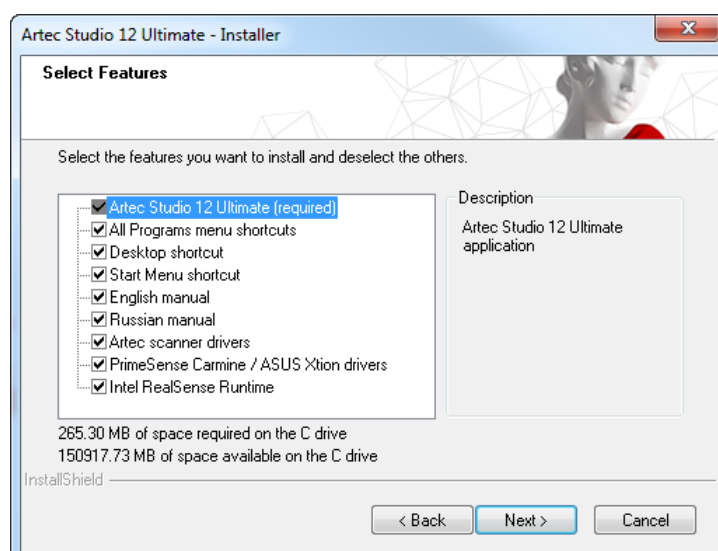 Artec Studio 12 Ultimate - Installer
Select Features
Select the features you want to install and deselect the others.
Artec Studio 12 Ultimate (required)
All Programs menu shortcuts
Desktop shortcut
Start Menu shortcut
English manual
Russian manual
Artec scanner drivers
PrimeSense Carmine / ASUS Xtion drivers
Intel RealSense Runtime
Description
Artec Studio 12 Ultimate
application
265.30 MB of space required on the C drive
150917.73 MB of space available on the C drive
InstallShield
< Back
Next >
Cancel